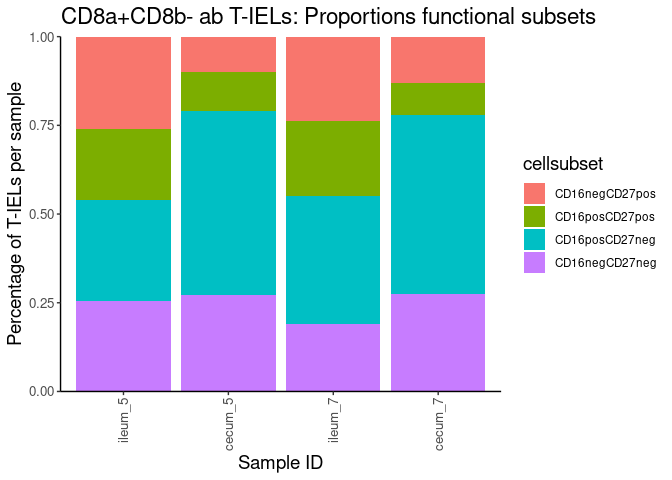 CD8a+CD8b- ab T-IELs: Proportions functional subsets
Percentage of T-IELs per sample
1.00
0.75
0.50
0.25
0.00
ileum_5
cecum_5
ileum_7
cecum_7
Sample ID
cellsubset
CD16negCD27pos
CD16posCD27pos
CD16posCD27neg
CD16negCD27neg